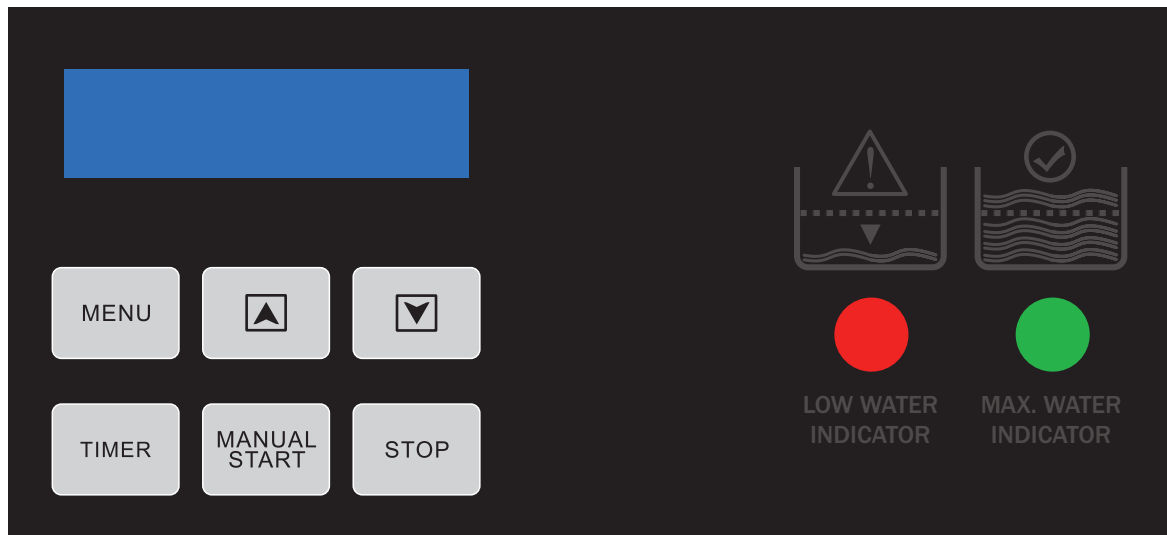 MENU
TIMER
MANUAL
START
STOP
LOW WATER
INDICATOR
MAX. WATER
INDICATOR